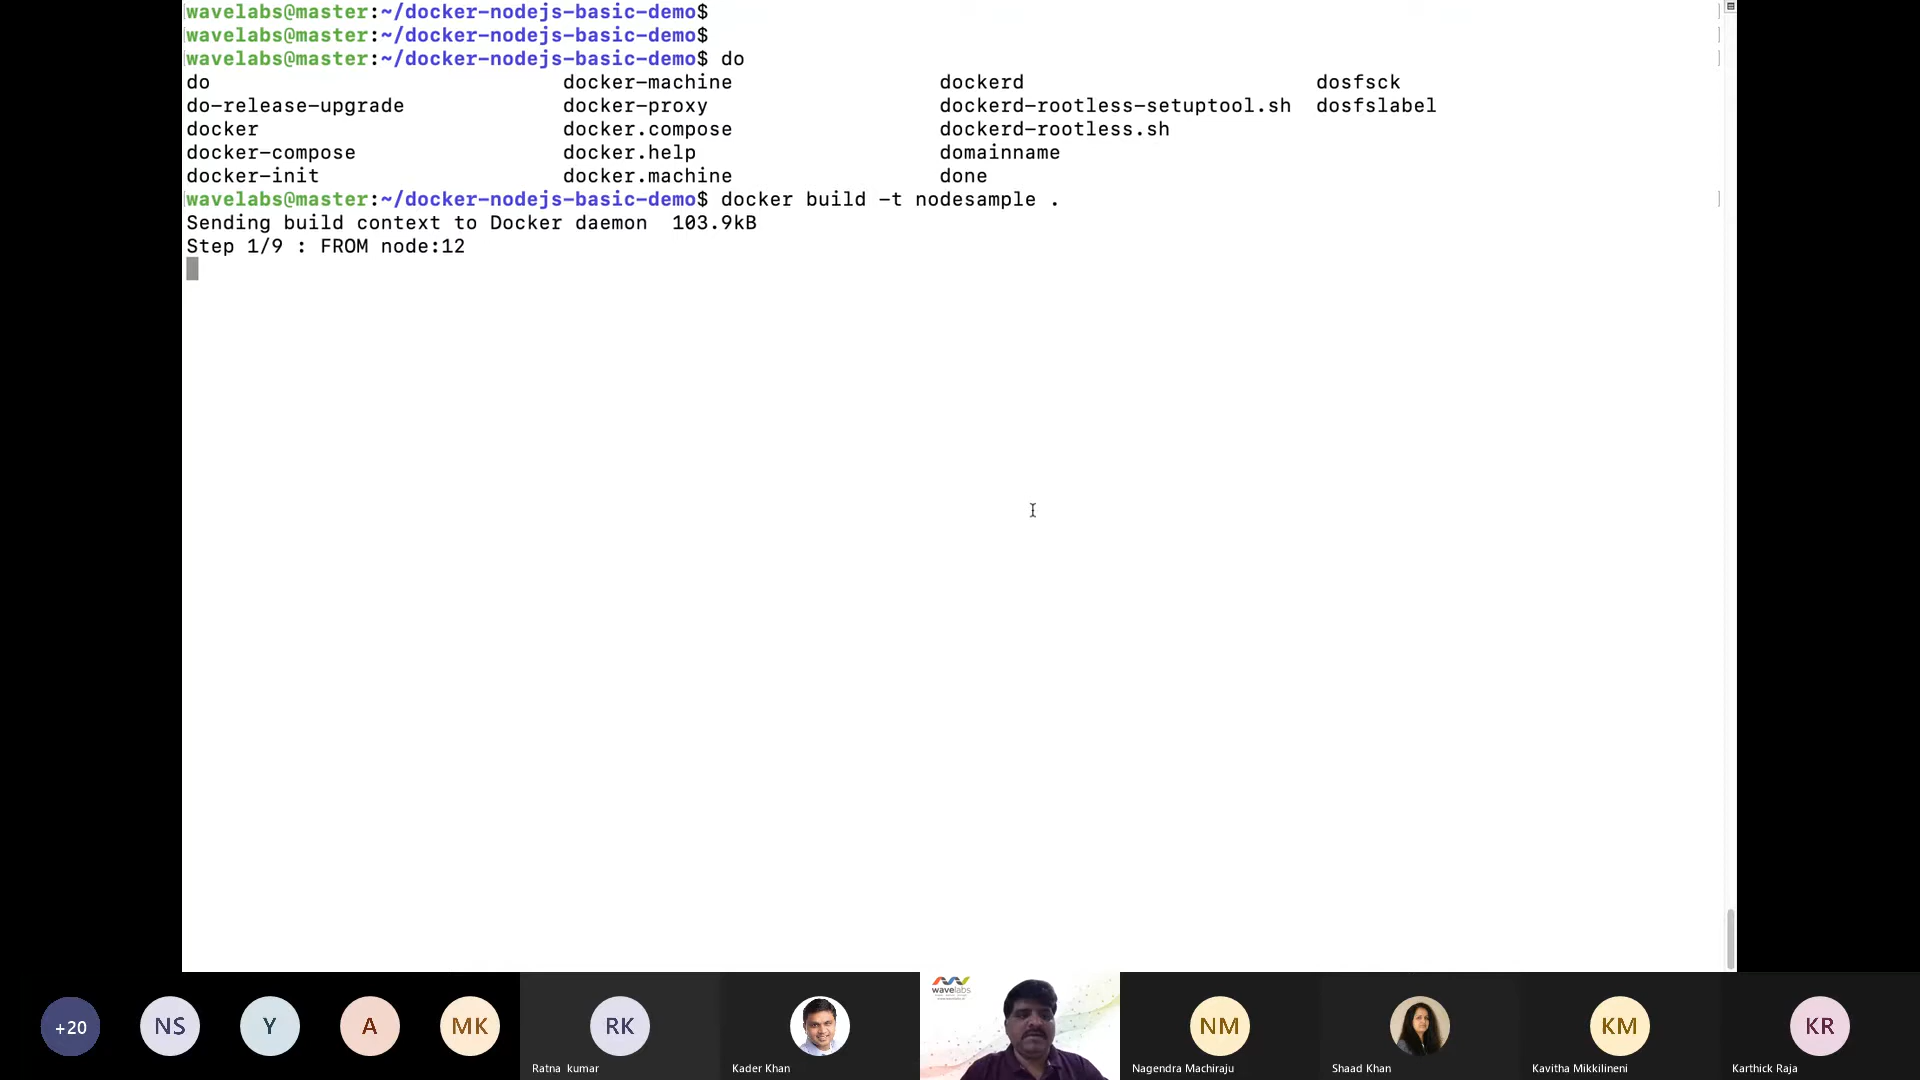 wavelabs@master:~/docker-nodejs-basic-demo$
wavelabs@master:~/docker-nodejs-basic-demo$
wavelabs@master:~/docker-nodejs-basic-demo$ do
do docker-machine dockerd dosfsck
do-release-upgrade docker-proxy dockerd-rootless-setuptool.sh dosfslabel
docker docker.compose dockerd-rootless.sh
docker-compose docker.help domainname
docker-init docker.machine done
wavelabs@master:~/docker-nodejs-basic-demo$ docker build -t nodesample .
Sending build context to Docker daemon 103.9kB
Step 1/9 : FROM node:12
+20 NS Y A MK RK wavelabs NM KM KR
Ratna kumar Kader Khan Nagendra Machiraju Shaad Khan Kavitha Mikkilineni Karthick Raja